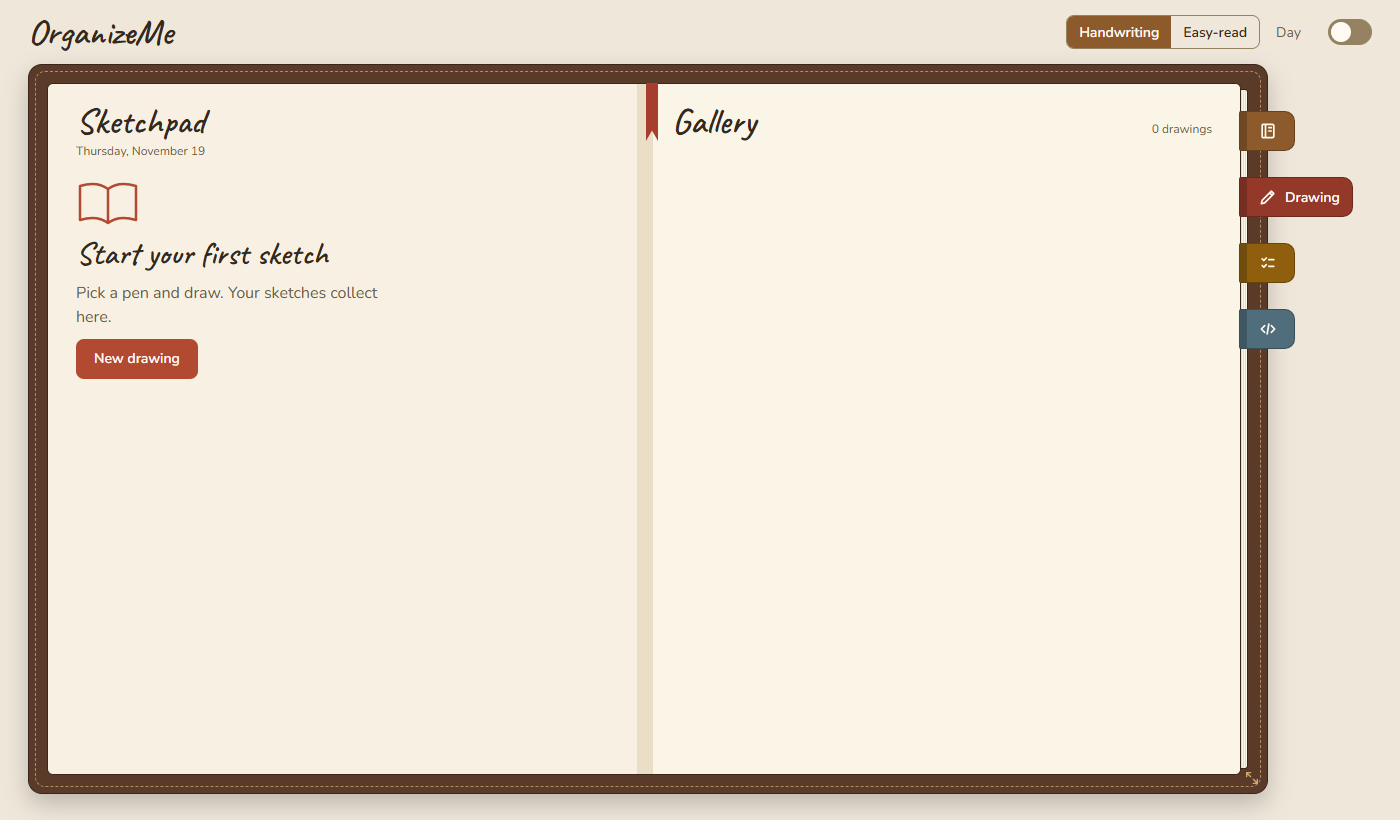 OrganizeMe
Handwriting
Easy-read
Day
Sketchpad
Thursday, November 19
Start your first sketch
Pick a pen and draw. Your sketches collect
here.
New drawing
Gallery
0 drawings
Drawing